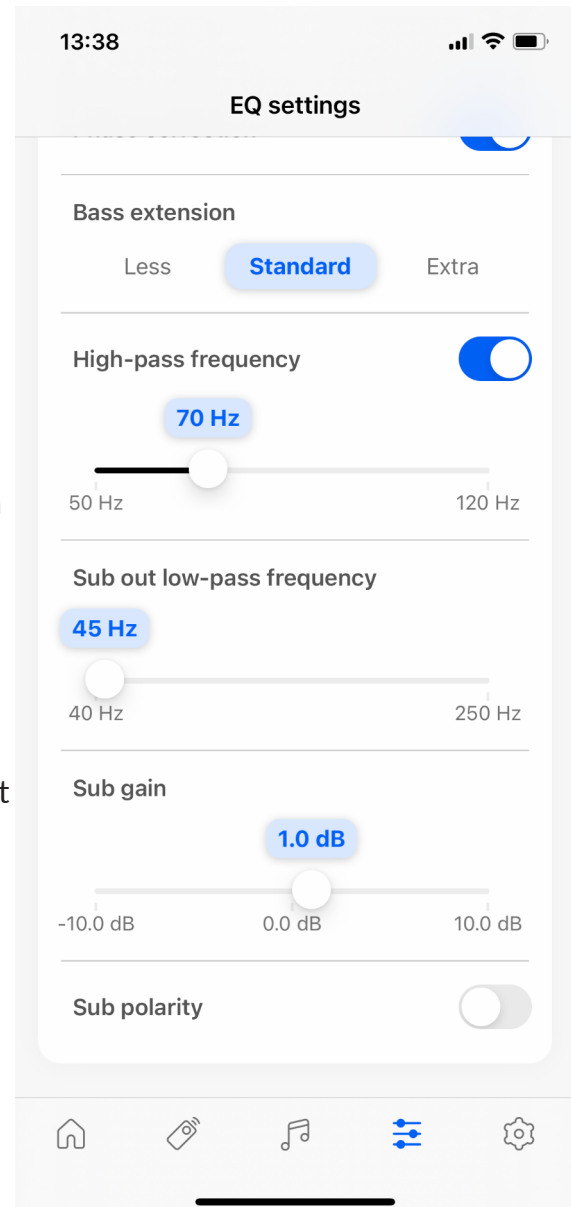 13:38
EQ settings
Bass extension
Less Standard Extra
High-pass frequency
70 Hz
50 Hz 120 Hz
Sub out low-pass frequency
45 Hz
40 Hz 250 Hz
t
Sub gain
1.0 dB
-10.0 dB 0.0 dB 10.0 dB
Sub polarity